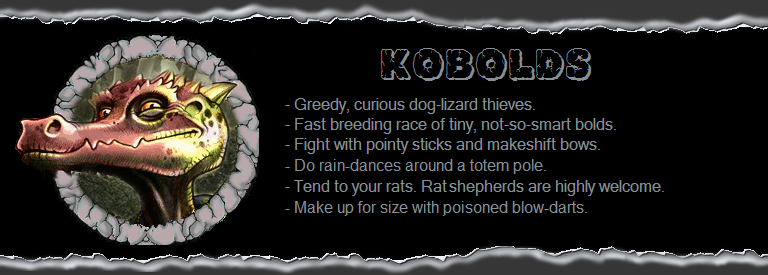 KOBOLDS
- Greedy, curious dog-lizard thieves.
- Fast breeding race of tiny, not-so-smart bolds.
- Fight with pointy sticks and makeshift bows.
- Do rain-dances around a totem pole.
- Tend to your rats. Rat shepherds are highly welcome.
- Make up for size with poisoned blow-darts.